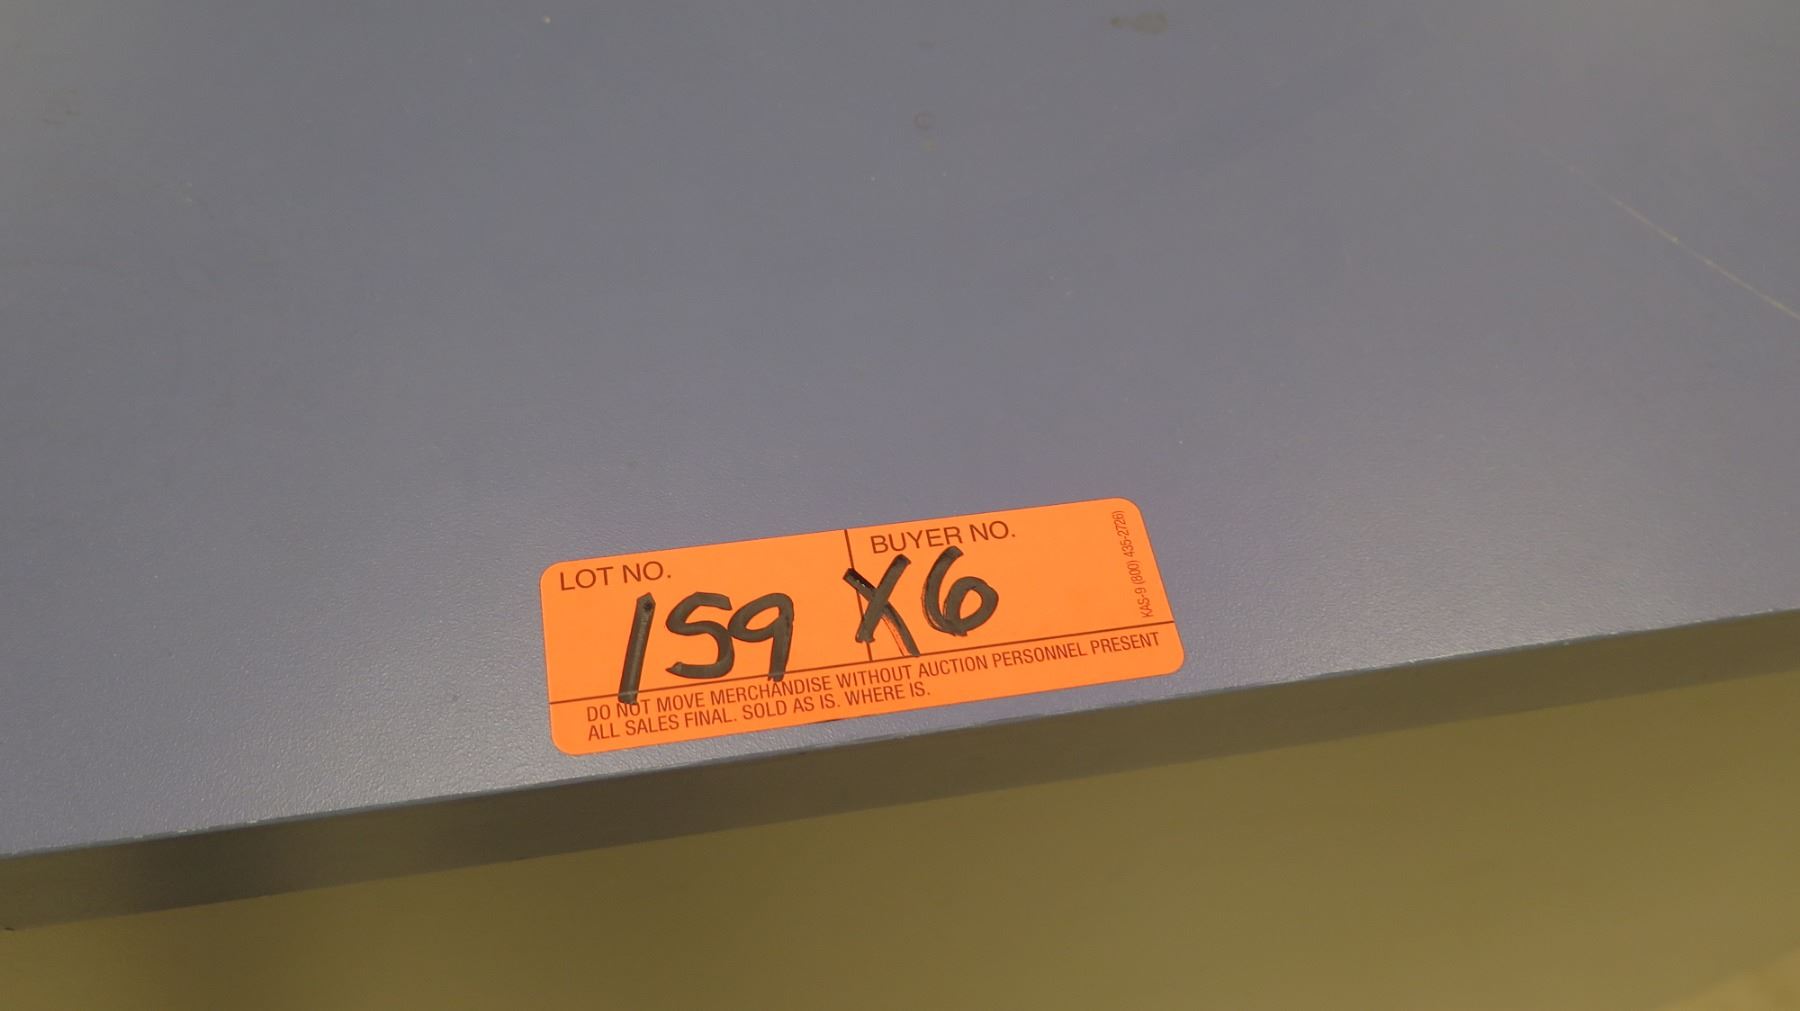 LOT NO. BUYER NO.
159 X6
DO NOT MOVE MERCHANDISE WITHOUT AUCTION PERSONNEL PRESENT
ALL SALES FINAL. SOLD AS IS. WHERE IS.
KAS-9 (800) 435-2726)